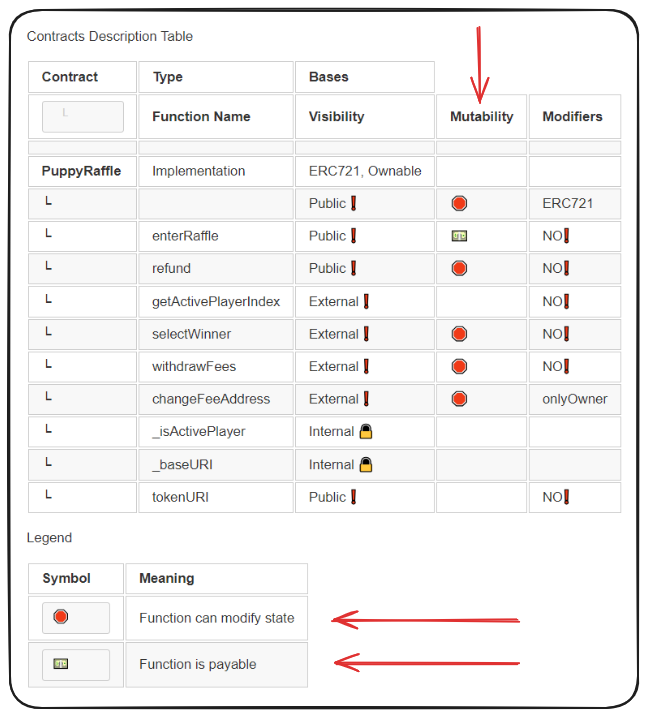 Contracts Description Table
Contract Type Bases
└ Function Name Visibility Mutability Modifiers
PuppyRaffle Implementation ERC721, Ownable
└ Public❗ 🛑 ERC721
└ enterRaffle Public❗ 💵 NO❗
└ refund Public❗ 🛑 NO❗
└ getActivePlayerIndex External❗ NO❗
└ selectWinner External❗ 🛑 NO❗
└ withdrawFees External❗ 🛑 NO❗
└ changeFeeAddress External❗ 🛑 onlyOwner
└ _isActivePlayer Internal 🔒
└ _baseURI Internal 🔒
└ tokenURI Public❗ NO❗
Legend
Symbol Meaning
🛑 Function can modify state
💵 Function is payable